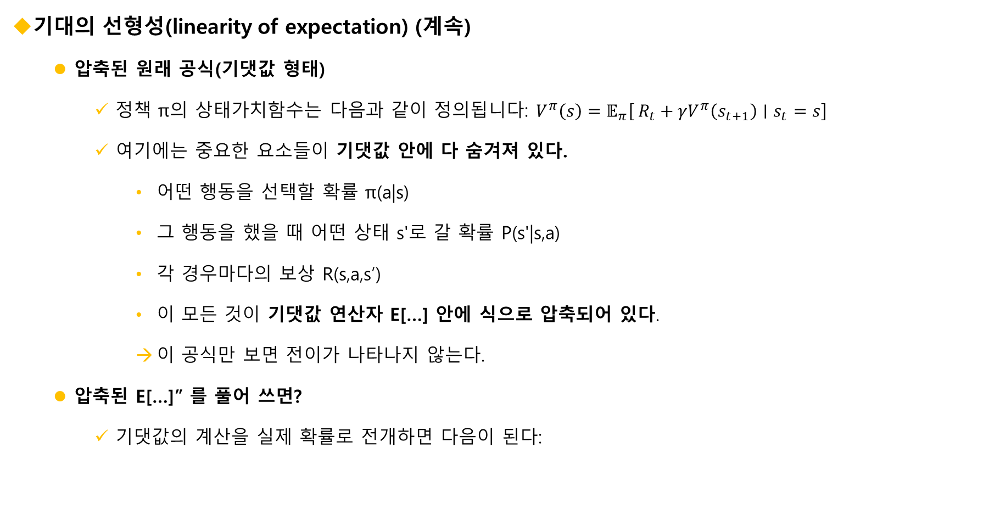 ◆기대의 선형성(linearity of expectation) (계속)
● 압축된 원래 공식(기댓값 형태)
✓ 정책 π의 상태가치함수는 다음과 같이 정의됩니다: $V^{\pi}(s) = \mathbb{E}_{\pi}[\, R_t + \gamma V^{\pi}(s_{t+1}) \mid s_t = s]$
✓ 여기에는 중요한 요소들이 기댓값 안에 다 숨겨져 있다.
• 어떤 행동을 선택할 확률 π(a|s)
• 그 행동을 했을 때 어떤 상태 s'로 갈 확률 P(s'|s,a)
• 각 경우마다의 보상 R(s,a,s′)
• 이 모든 것이 기댓값 연산자 E[…] 안에 식으로 압축되어 있다.
→ 이 공식만 보면 전이가 나타나지 않는다.
● 압축된 E[…]” 를 풀어 쓰면?
✓ 기댓값의 계산을 실제 확률로 전개하면 다음이 된다: